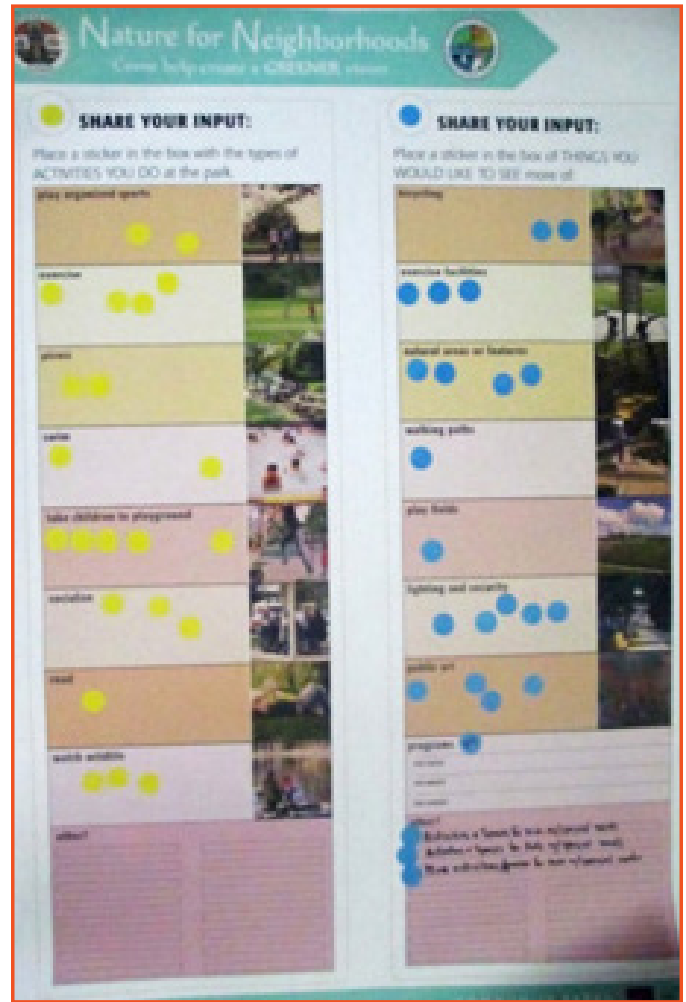 Nature for Neighborhoods
Come help create a GREENER vision
SHARE YOUR INPUT:
Place a sticker in the box with the types of
ACTIVITIES YOU DO at the park.
play organized sports
exercise
picnic
swim
take children to playground
socialize
read
watch wildlife
other?
SHARE YOUR INPUT:
Place a sticker in the box of THINGS YOU
WOULD LIKE TO SEE more of:
bicycling
exercise facilities
natural areas or features
walking paths
play fields
lighting and security
public art
programs
other?